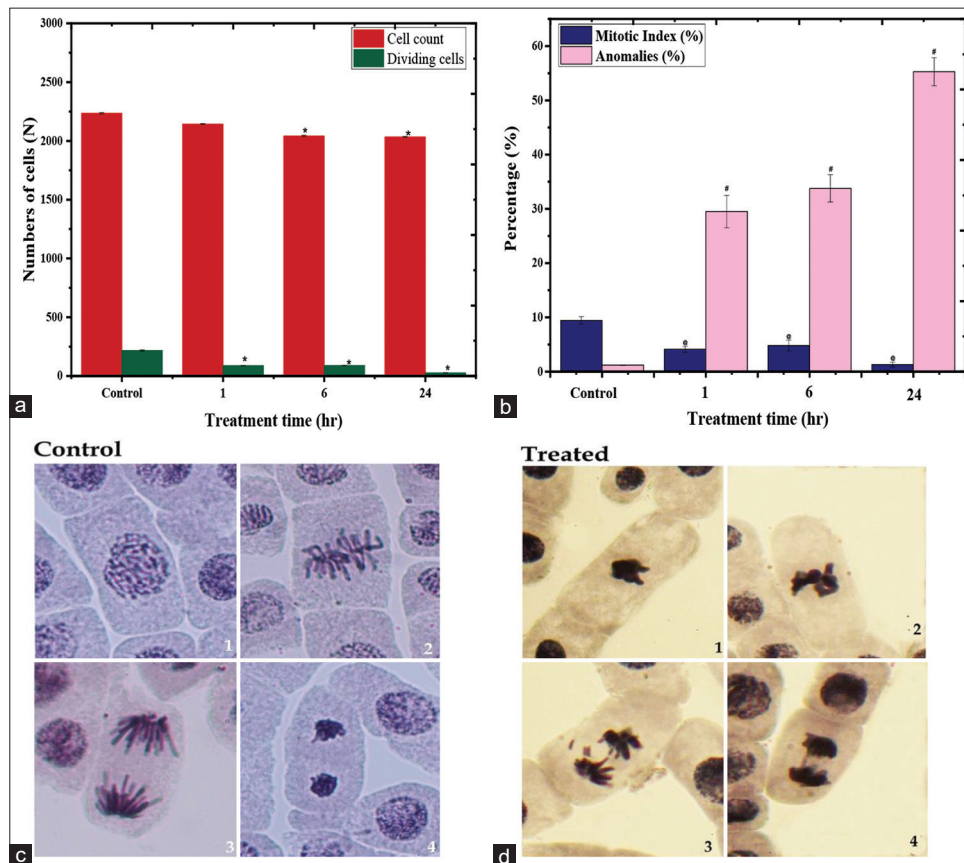 Cell count
Dividing cells
Numbers of cells (N)
3000
2500
2000
1500
1000
500
0
*
*
*
*
*
Control
1
6
24
Treatment time (hr)
a
Mitotic Index (%)
Anomalies (%)
Percentage (%)
60
50
40
30
20
10
0
#
#
#
@
@
@
Control
1
6
24
Treatment time (hr)
b
Control
1
2
3
4
c
Treated
1
2
3
4
d